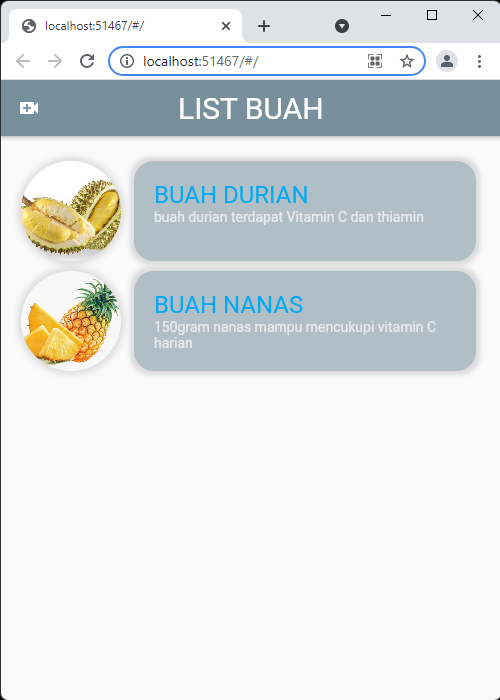 localhost:51467/#/
localhost:51467/#/
LIST BUAH
BUAH DURIAN
buah durian terdapat Vitamin C dan thiamin
BUAH NANAS
150gram nanas mampu mencukupi vitamin C
harian